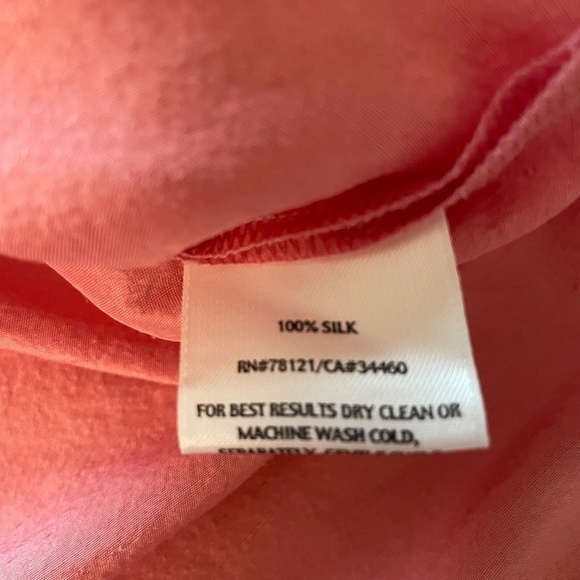 100% SILK
RN#78121/CA#34460
FOR BEST RESULTS DRY CLEAN OR
MACHINE WASH COLD,